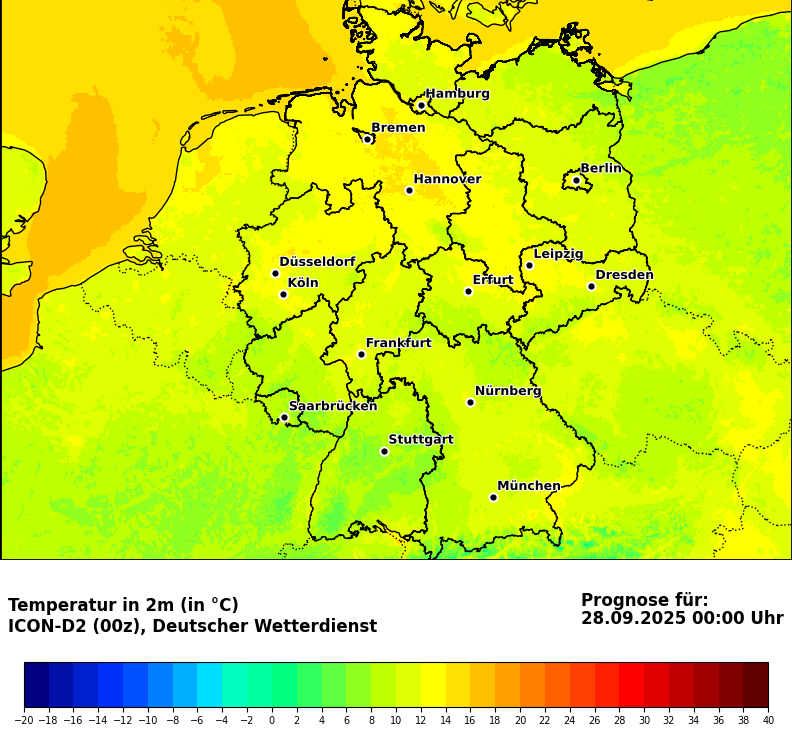 Hamburg
Bremen
Berlin
Hannover
Leipzig
Düsseldorf
Dresden
Köln
Erfurt
Frankfurt
Nürnberg
Saarbrücken
Stuttgart
München
Temperatur in 2m (in °C)
ICON-D2 (00z), Deutscher Wetterdienst
Prognose für:
28.09.2025 00:00 Uhr
−20 −18 −16 −14 −12 −10 −8 −6 −4 −2 0 2 4 6 8 10 12 14 16 18 20 22 24 26 28 30 32 34 36 38 40